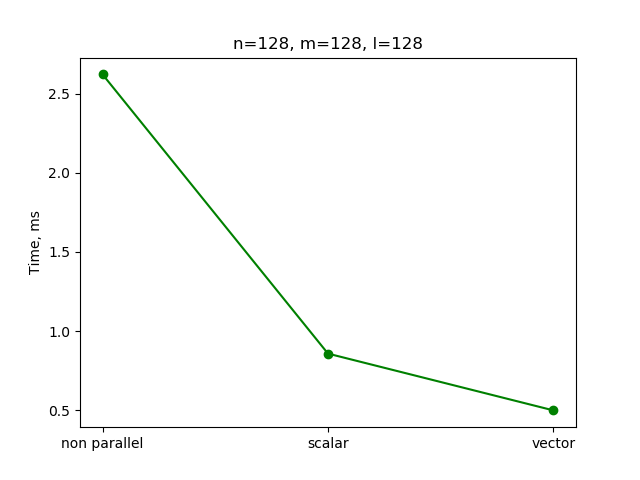 n=128, m=128, l=128
2.5
2.0
1.5
1.0
0.5
Time, ms
non parallel
scalar
vector